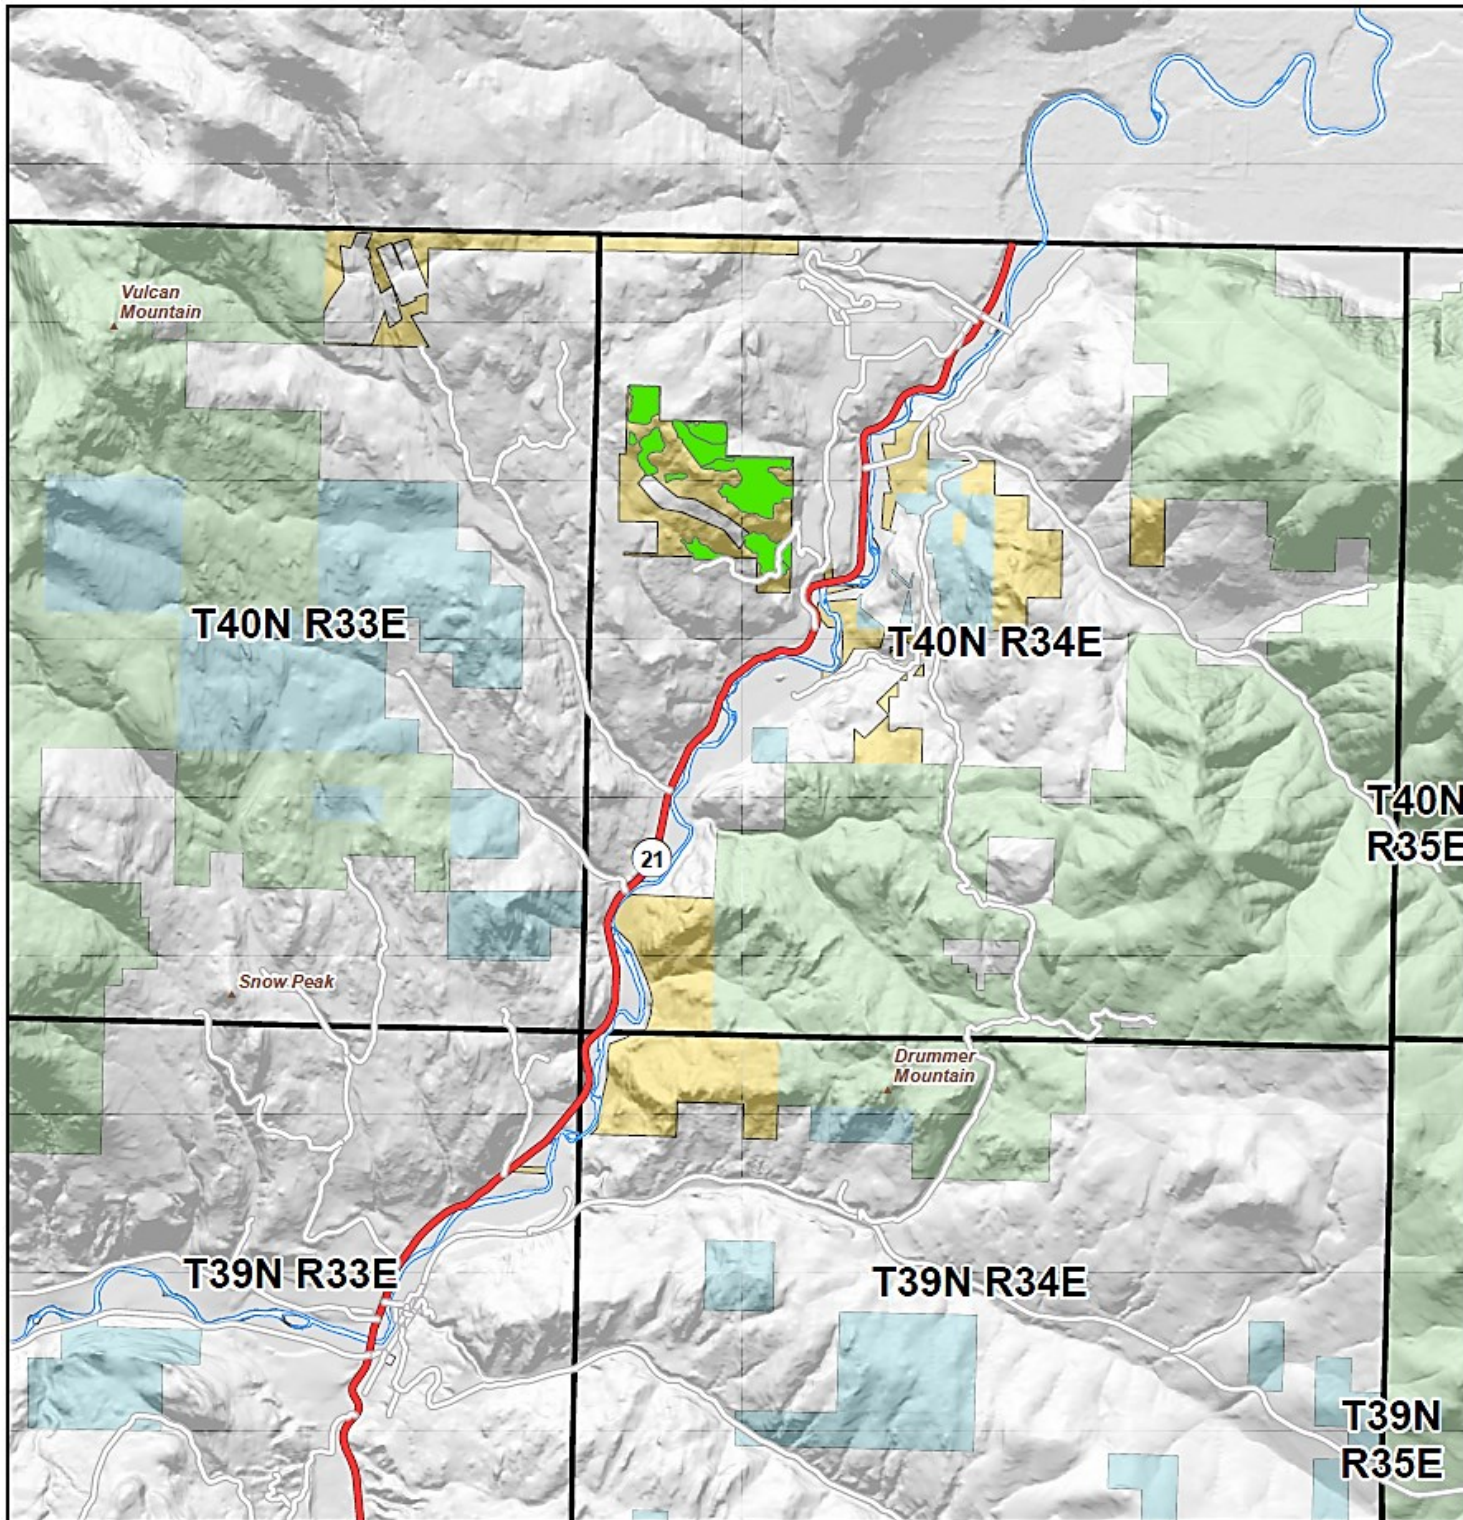 Vulcan
Mountain
T40N R33E
T40N R34E
T40N
R35E
21
Snow Peak
Drummer
Mountain
T39N R33E
T39N R34E
T39N
R35E